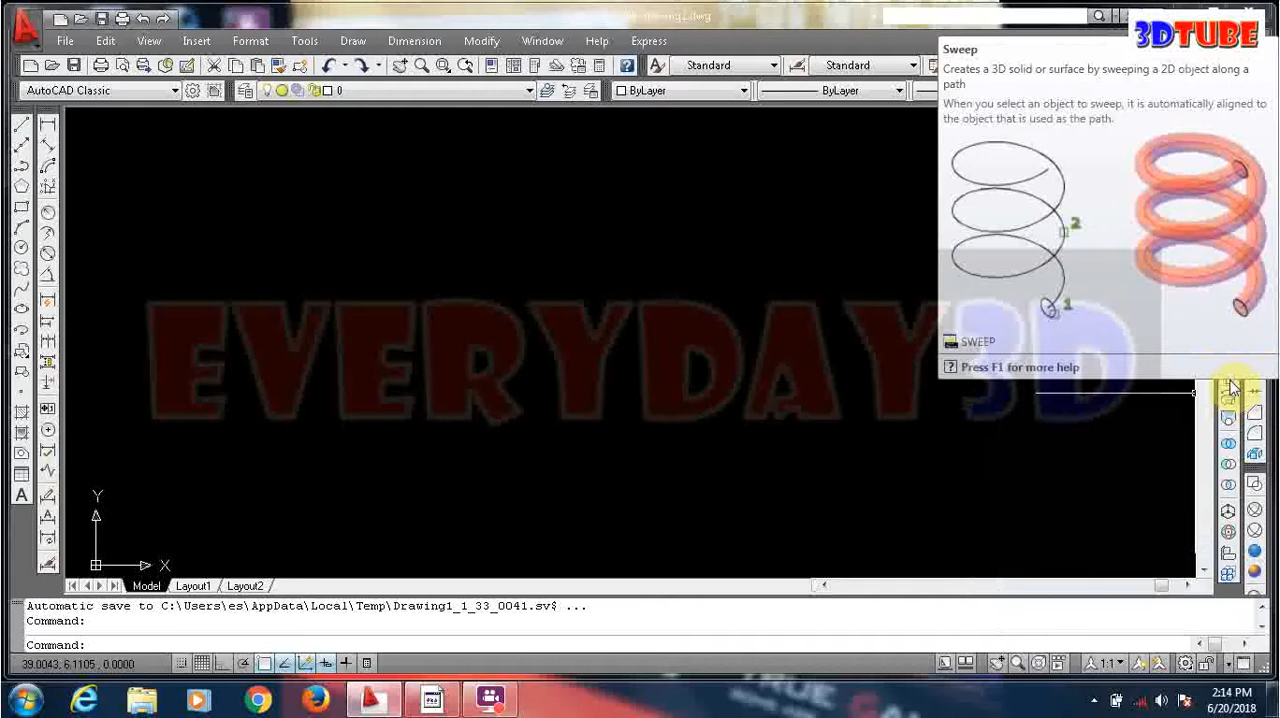 Drawing1.dwg
3DTUBE
File Edit View Insert Format Tools Draw Dimension Window Help Express
Standard Standard
AutoCAD Classic 0 ByLayer ByLayer
Sweep
Creates a 3D solid or surface by sweeping a 2D object along a
path
When you select an object to sweep, it is automatically aligned to
the object that is used as the path.
2
1
SWEEP
Press F1 for more help
EVERYDAY3D
Y
X
Model Layout1 Layout2
Automatic save to C:\Users\es\AppData\Local\Temp\Drawing1_1_33_0041.sv$ ...
Command:
Command:
39.0043, 6.1105, 0.0000 1:1
2:14 PM
6/20/2018